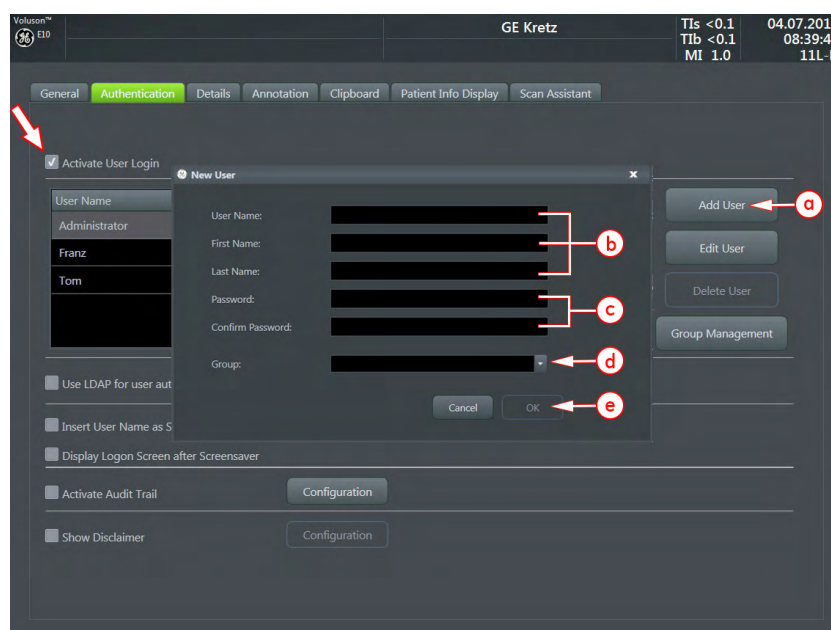 Voluson™
E10
GE Kretz
TIs <0.1
TIb <0.1
MI 1.0
04.07.201
08:39:4
11L-
General Authentication Details Annotation Clipboard Patient Info Display Scan Assistant
Activate User Login
New User x
User Name
Administrator
Franz
Tom
User Name:
First Name:
Last Name:
Password:
Confirm Password:
Group:
Cancel OK
b
c
d
e
Add User a
Edit User
Delete User
Group Management
Use LDAP for user aut
Insert User Name as S
Display Logon Screen after Screensaver
Activate Audit Trail Configuration
Show Disclaimer Configuration